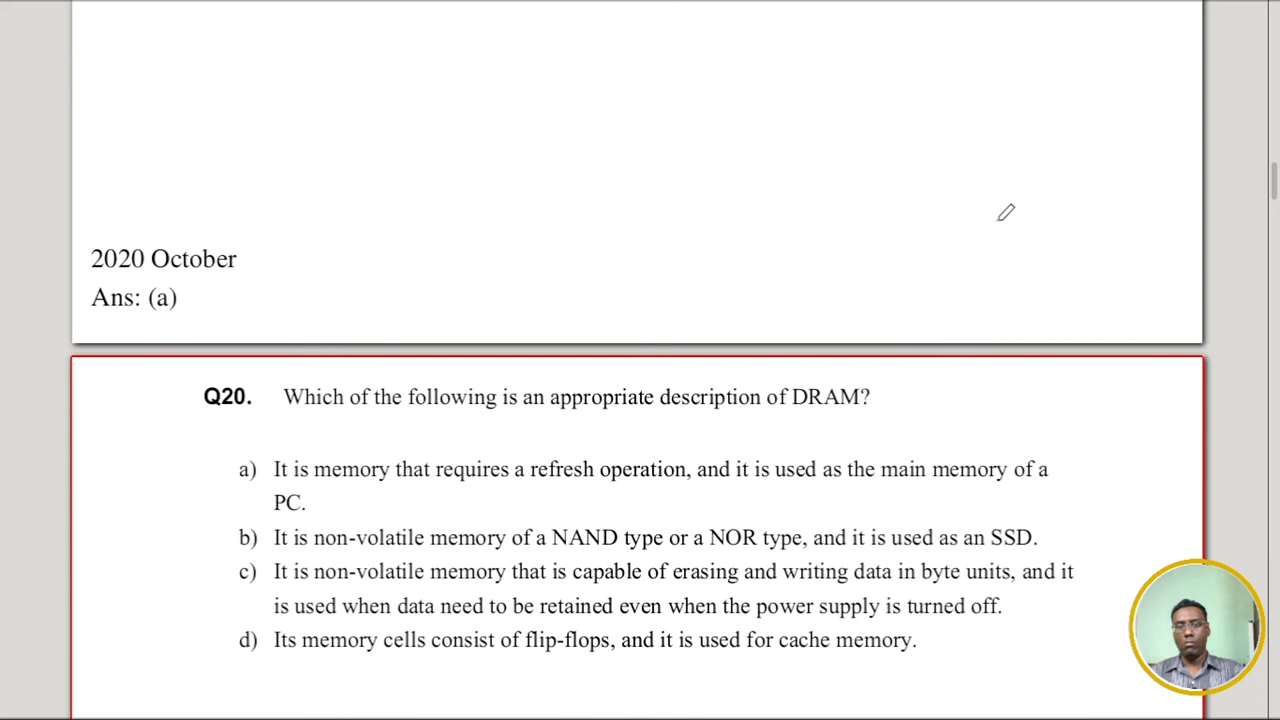 2020 October
Ans: (a)
Q20. Which of the following is an appropriate description of DRAM?
a) It is memory that requires a refresh operation, and it is used as the main memory of a
PC.
b) It is non-volatile memory of a NAND type or a NOR type, and it is used as an SSD.
c) It is non-volatile memory that is capable of erasing and writing data in byte units, and it
is used when data need to be retained even when the power supply is turned off.
d) Its memory cells consist of flip-flops, and it is used for cache memory.